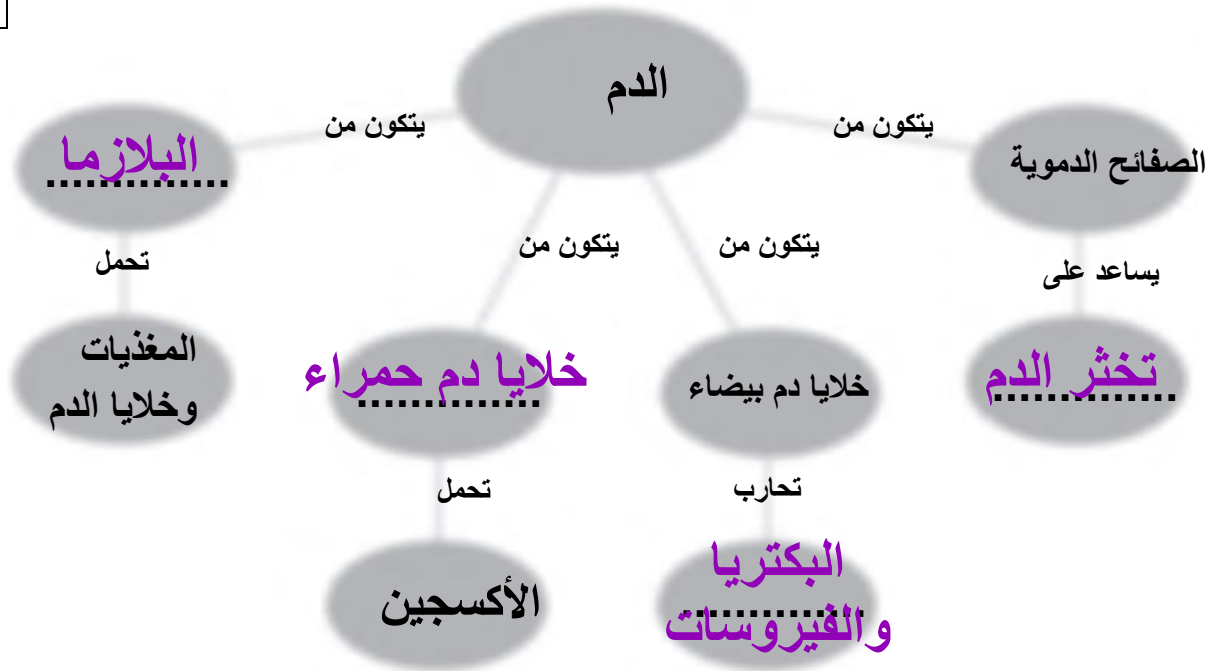 الدم
يتكون من
يتكون من
الصفائح الدموية
البلازما
..............
يتكون من
يتكون من
يساعد على
تحمل
تخثر الدم
..............
خلايا دم بيضاء
خلايا دم حمراء
..............
المغذيات
وخلايا الدم
تحارب
تحمل
البكتريا
والفيروسات
..............
الأكسجين